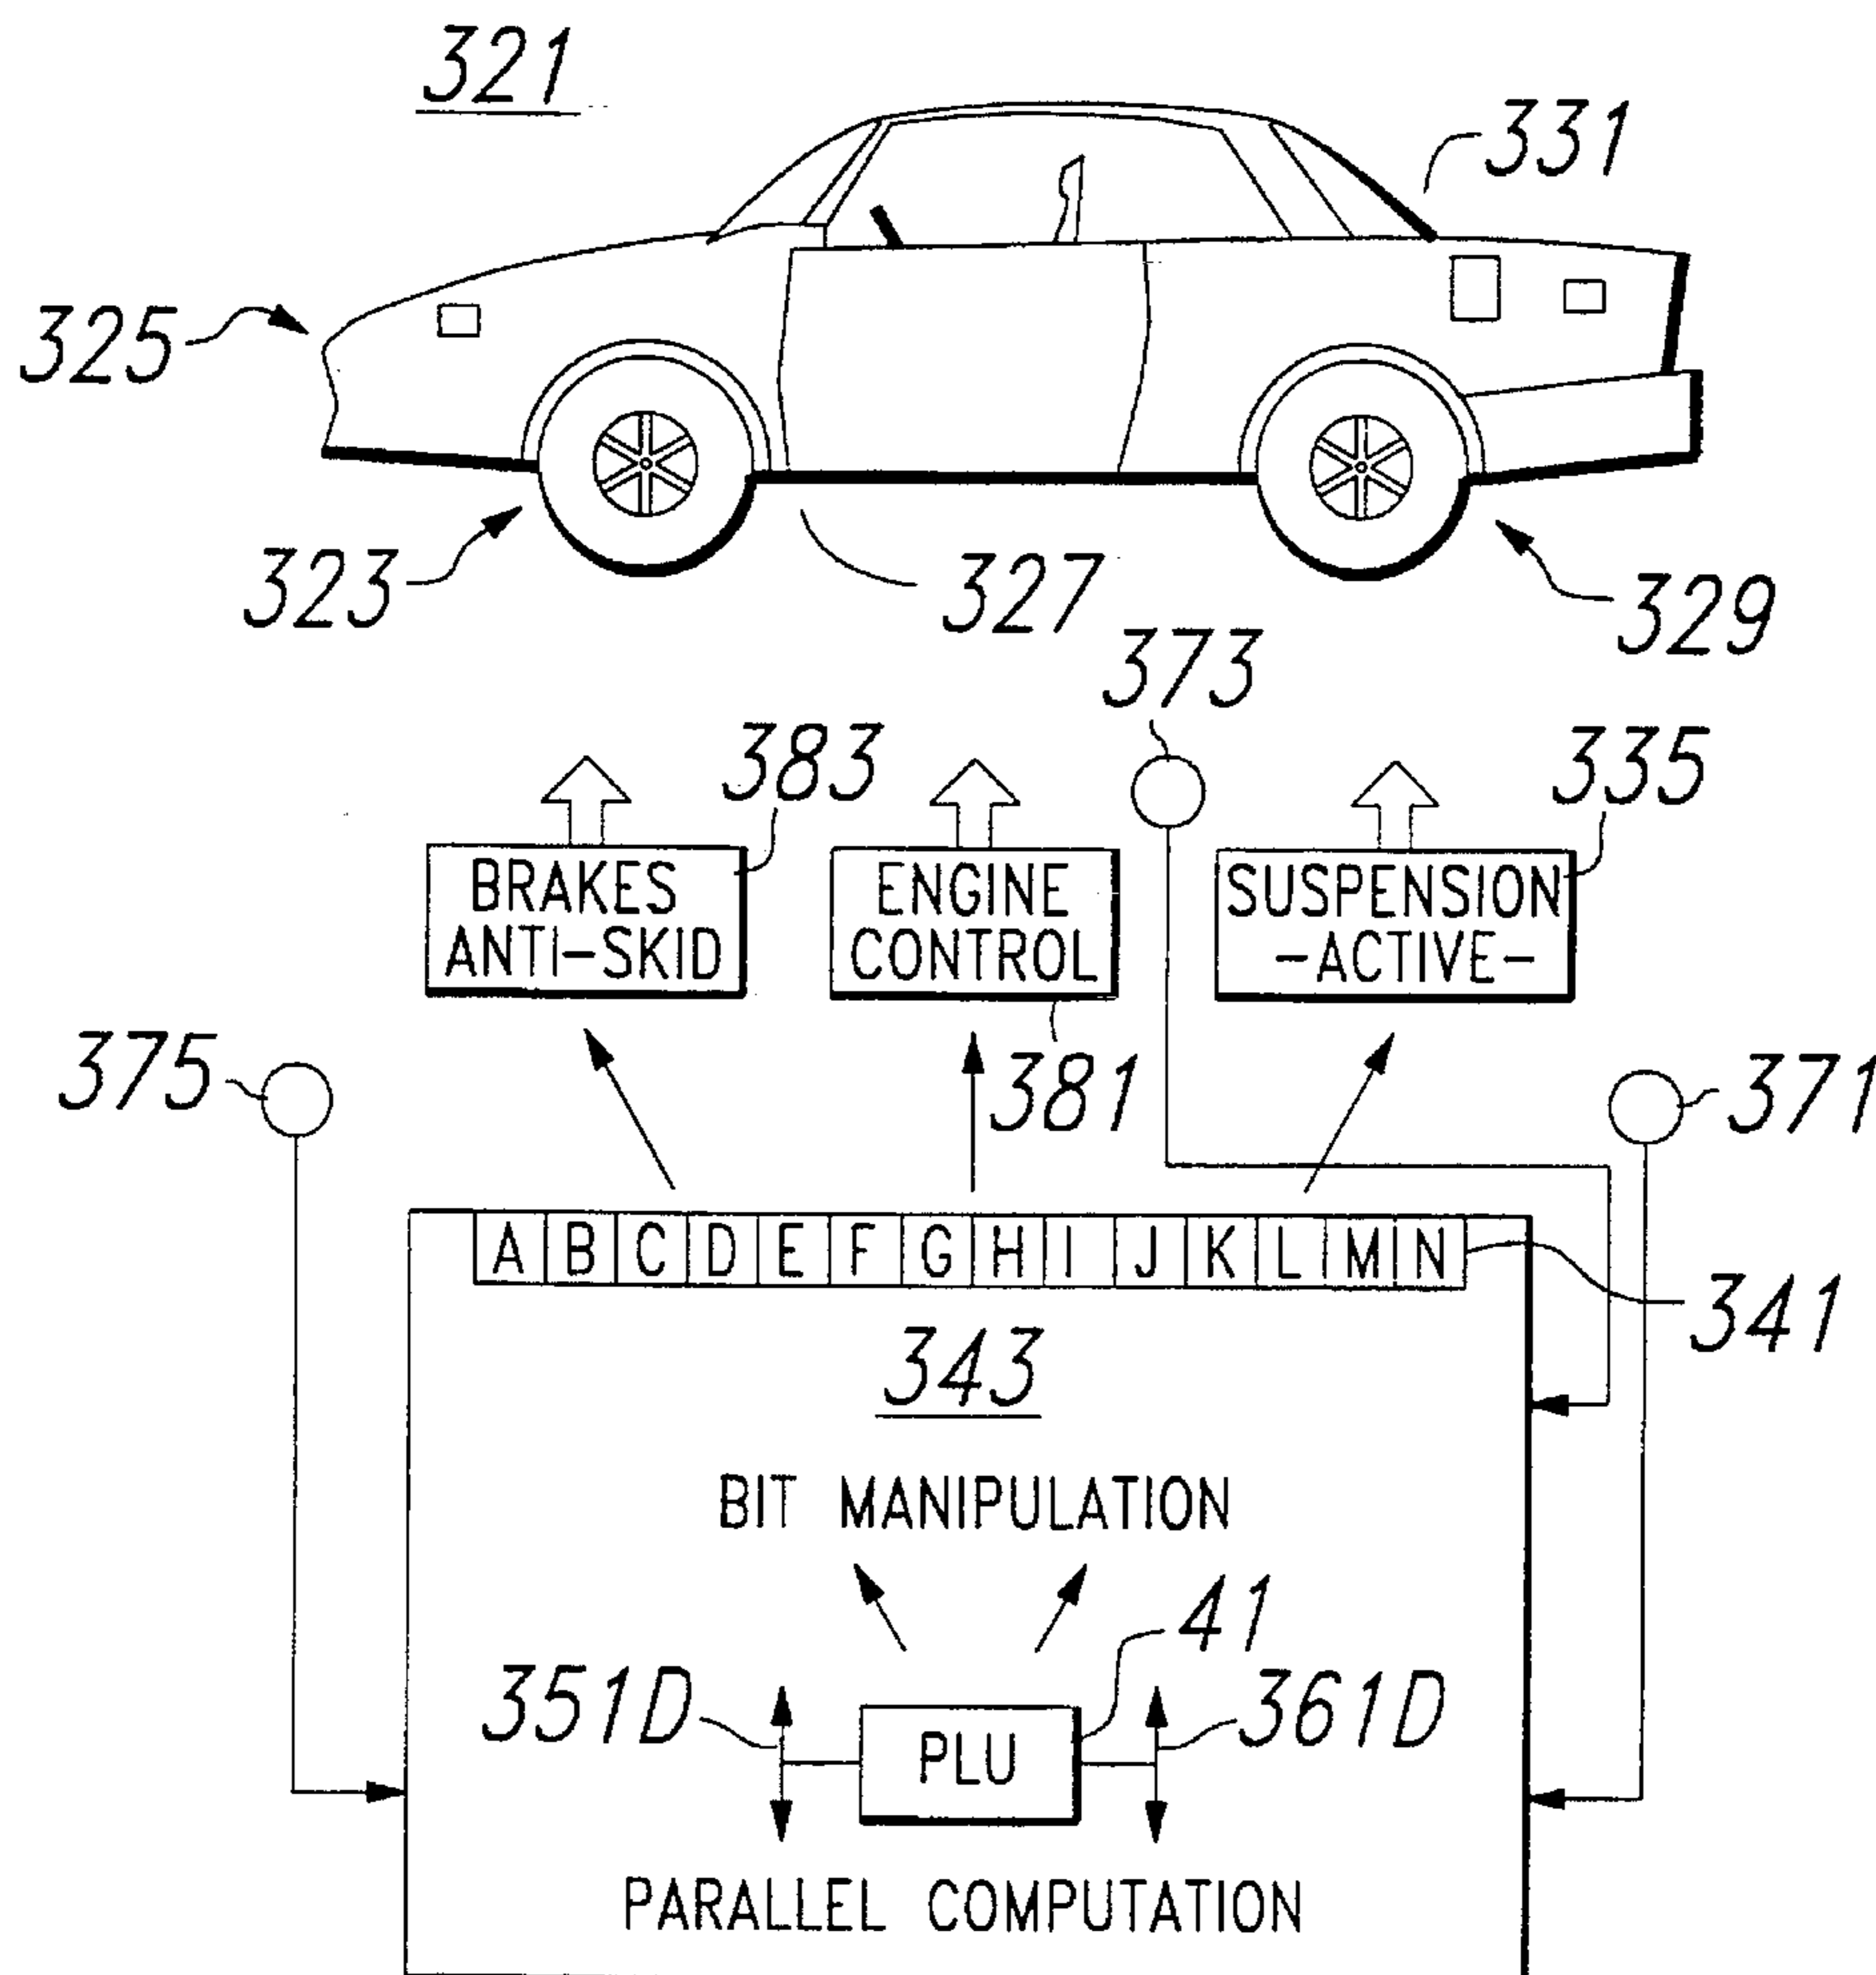 321
331
325
323
327
329
373
383
335
BRAKES
ANTI-SKID
ENGINE
CONTROL
SUSPENSION
-ACTIVE-
375
381
371
A B C D E F G H I J K L M N
341
343
BIT MANIPULATION
41
351D
361D
PLU
PARALLEL COMPUTATION